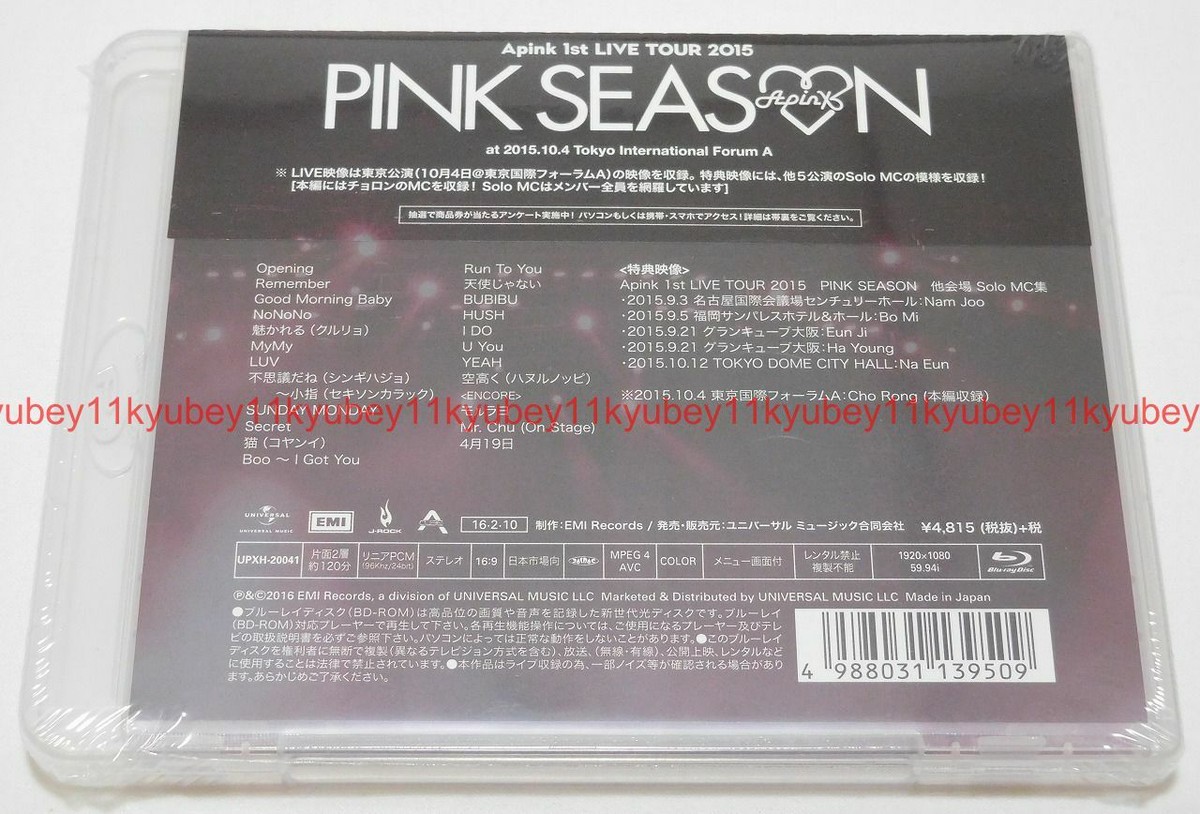 Apink 1st LIVE TOUR 2015
PINK SEASON
Apink
at 2015.10.4 Tokyo International Forum A
※ LIVE映像は東京公演(10月4日@東京国際フォーラムA)の映像を収録。特典映像には、他5公演のSolo MCの模様を収録!
[本編にはチョロンのMCを収録! Solo MCはメンバー全員を網羅しています]
抽選で商品券が当たるアンケート実施中! パソコンもしくは携帯・スマホでアクセス! 詳細は帯裏をご覧ください。
Opening
Remember
Good Morning Baby
NoNoNo
魅かれる(クルリョ)
MyMy
LUV
不思議だね(シンギハジョ)
〜小指(セキソンカラック)
SUNDAY MONDAY
Secret
猫(コヤンイ)
Boo 〜 I Got You
Run To You
天使じゃない
BUBIBU
HUSH
I DO
U You
YEAH
空高く(ハヌルノッピ)
<ENCORE>
モルラヨ
Mr. Chu (On Stage)
4月19日
<特典映像>
Apink 1st LIVE TOUR 2015 PINK SEASON 他会場 Solo MC集
・2015.9.3 名古屋国際会議場センチュリーホール:Nam Joo
・2015.9.5 福岡サンパレスホテル&ホール:Bo Mi
・2015.9.21 グランキューブ大阪:Eun Ji
・2015.9.21 グランキューブ大阪:Ha Young
・2015.10.12 TOKYO DOME CITY HALL:Na Eun
※2015.10.4 東京国際フォーラムA:Cho Rong (本編収録)
kyubey11kyubey11kyubey11kyubey11kyubey11kyubey11kyubey11kyubey
UNIVERSAL
UNIVERSAL MUSIC
EMI
J-ROCK
16・2・10
制作:EMI Records / 発売・販売元:ユニバーサル ミュージック合同会社 ¥4,815 (税抜)+税
UPXH-20041
片面2層
約120分
リニアPCM
(96Khz/24bit)
ステレオ
16:9
日本市場向
MPEG 4
AVC
COLOR
メニュー画面付
レンタル禁止
複製不能
1920×1080
59.94i
Blu-ray Disc
℗&©2016 EMI Records, a division of UNIVERSAL MUSIC LLC Marketed & Distributed by UNIVERSAL MUSIC LLC Made in Japan
●ブルーレイディスク(BD-ROM)は高品位の画質や音声を記録した新世代光ディスクです。ブルーレイ
(BD-ROM)対応プレーヤーで再生して下さい。各再生機能操作については、ご使用になるプレーヤー及びテレ
ビの取扱説明書を必ずご参照下さい。パソコンによっては正常な動作をしないことがあります。●このブルーレイ
ディスクを権利者に無断で複製(異なるテレビジョン方式を含む)、放送、(無線・有線)、公開上映、レンタルなど
に使用することは法律で禁止されています。●本作品はライブ収録の為、一部ノイズ等が確認される場合があり
ます。あらかじめご了承ください。
4 988031 139509